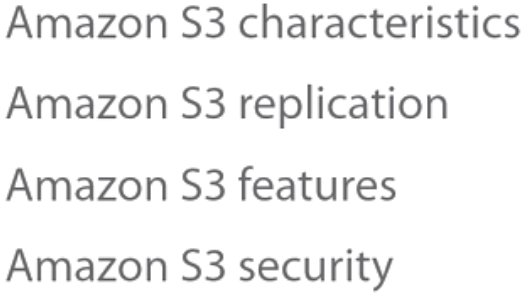 Amazon S3 characteristics
Amazon S3 replication
Amazon S3 features
Amazon S3 security